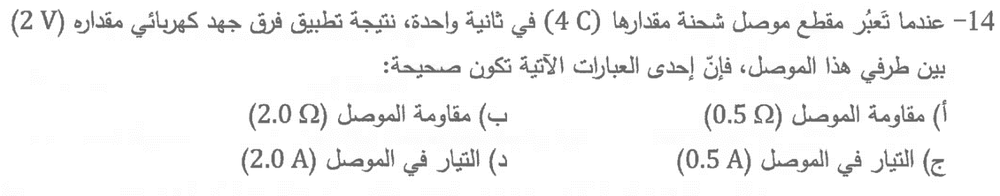 14- عندما تَعبُر مقطع موصل شحنة مقدارها (4 C) في ثانية واحدة، نتيجة تطبيق فرق جهد كهربائي مقداره (2 V)
بين طرفي هذا الموصل، فإنّ إحدى العبارات الآتية تكون صحيحة:
أ) مقاومة الموصل (0.5 Ω) ب) مقاومة الموصل (2.0 Ω)
ج) التيار في الموصل (0.5 A) د) التيار في الموصل (2.0 A)